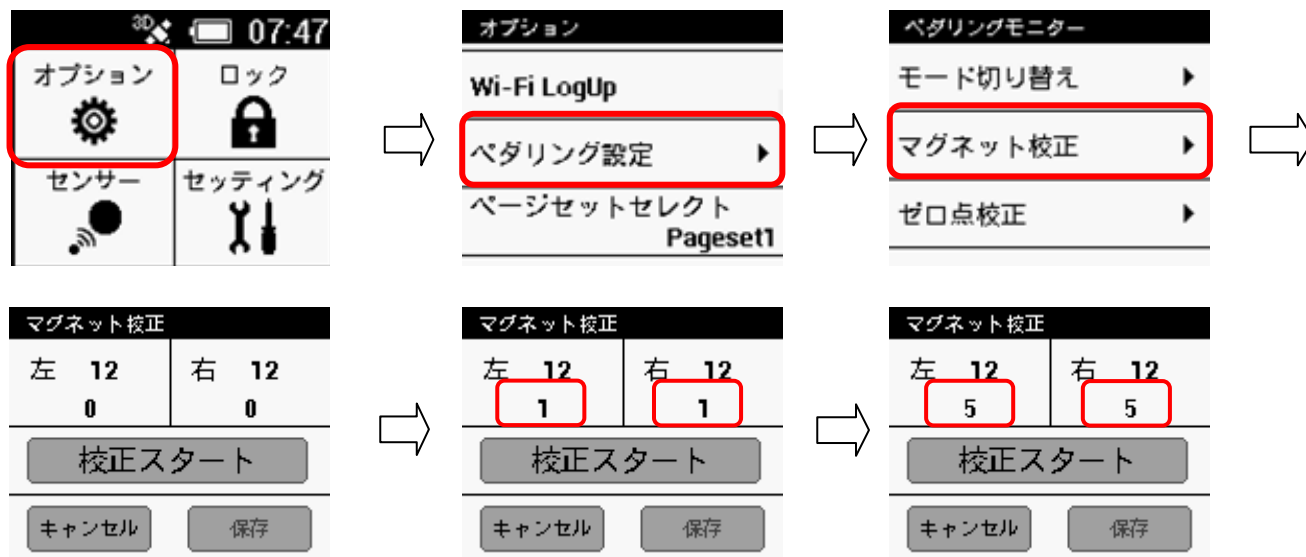 3D 07:47
オプション ロック
センサー セッティング
オプション
Wi-Fi LogUp
ペダリング設定
ページセットセレクト
Pageset1
ペダリングモニター
モード切り替え
マグネット校正
ゼロ点校正
マグネット校正
左 12 右 12
0 0
校正スタート
キャンセル 保存
マグネット校正
左 12 右 12
1 1
校正スタート
キャンセル 保存
マグネット校正
左 12 右 12
5 5
校正スタート
キャンセル 保存